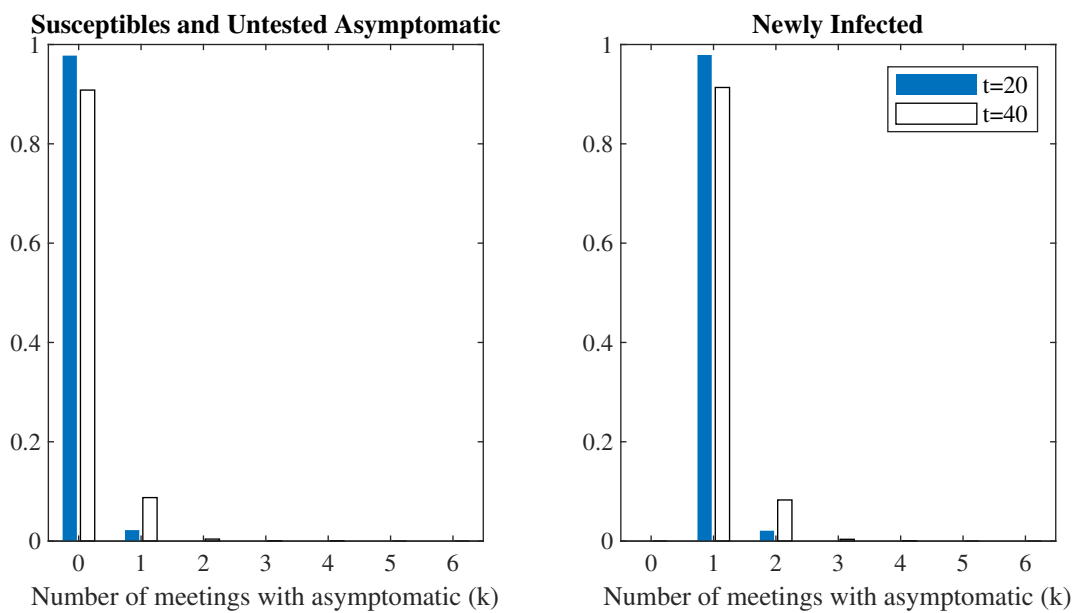 Susceptibles and Untested Asymptomatic
1
0.8
0.6
0.4
0.2
0
0 1 2 3 4 5 6
Number of meetings with asymptomatic (k)
Newly Infected
t=20
t=40
1
0.8
0.6
0.4
0.2
0
0 1 2 3 4 5 6
Number of meetings with asymptomatic (k)